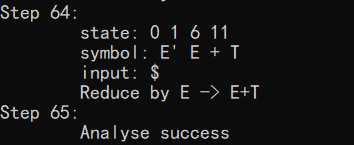 Step 64:
state: 0 1 6 11
symbol: E' E + T
input: $
Reduce by E -> E+T
Step 65:
Analyse success